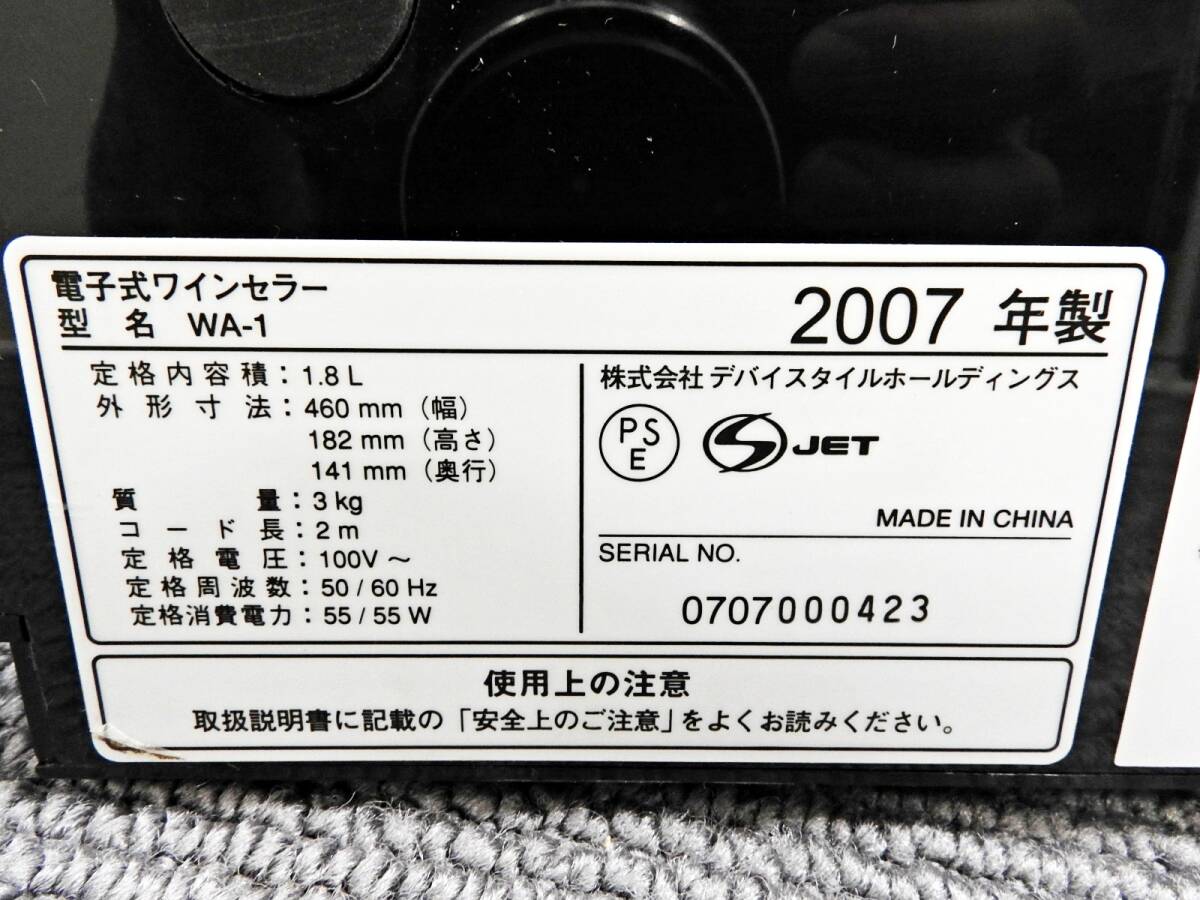 電子式ワインセラー
型 名 WA-1
2007 年製
定格内容積：1.8 L
外形寸法：460 mm（幅）
182 mm（高さ）
141 mm（奥行）
質量：3 kg
コード長：2 m
定格電圧：100V ～
定格周波数：50 / 60 Hz
定格消費電力：55 / 55 W
株式会社 デバイスタイルホールディングス
PS
E
S JET
MADE IN CHINA
SERIAL NO.
0707000423
使用上の注意
取扱説明書に記載の「安全上のご注意」をよくお読みください。